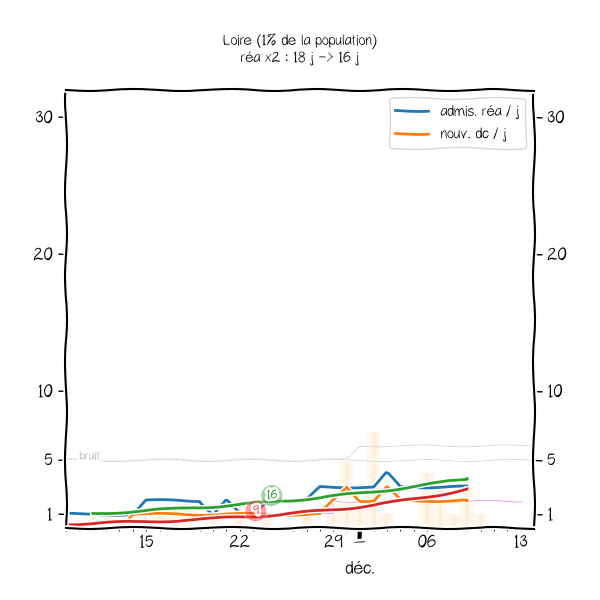 Loire (1% de la population)
réa x2 : 18 j -> 16 j
admis. réa / j
nouv. dc / j
30
30
20
20
10
10
5
bruit
5
16
9
1
1
15
22
29
06
13
déc.